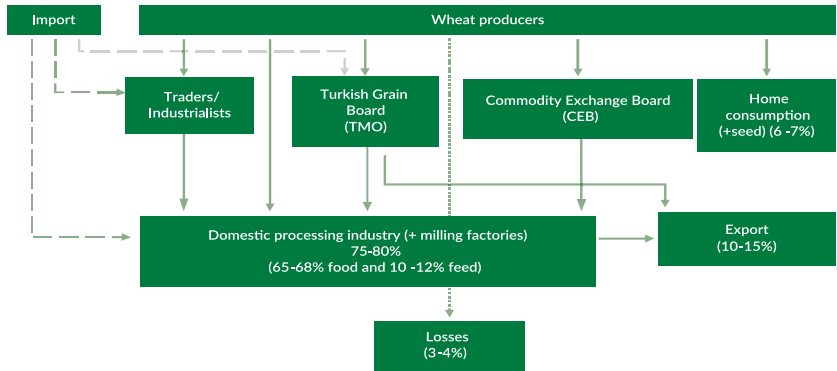 Import
Wheat producers
Traders/
Industrialists
Turkish Grain
Board
(TMO)
Commodity Exchange Board
(CEB)
Home
consumption
(+seed) (6 -7%)
Domestic processing industry (+ milling factories)
75-80%
(65-68% food and 10 -12% feed)
Export
(10-15%)
Losses
(3-4%)